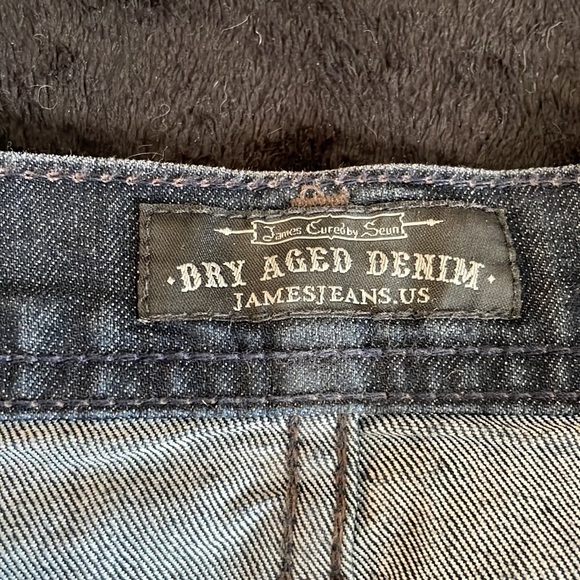 James Cured by Seun
· DRY AGED DENIM ·
JAMESJEANS.US